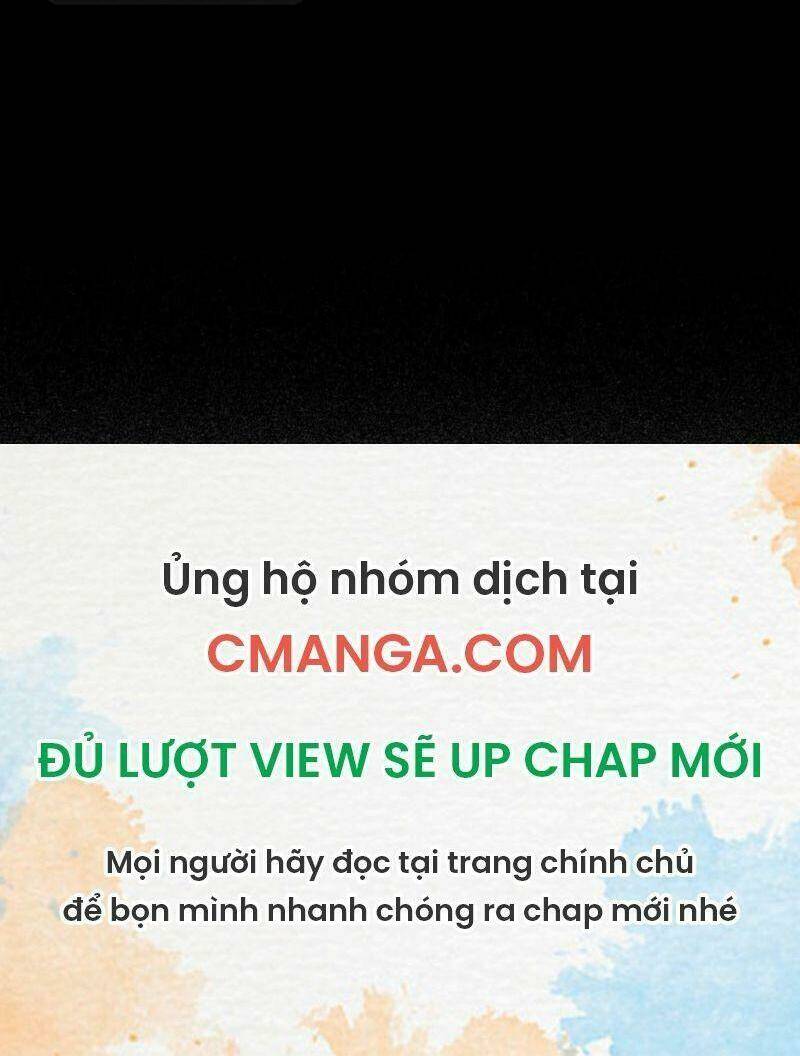 Ủng hộ nhóm dịch tại
CMANGA.COM
ĐỦ LƯỢT VIEW SẼ UP CHAP MỚI
Mọi người hãy đọc tại trang chính chủ
để bọn mình nhanh chóng ra chap mới nhé